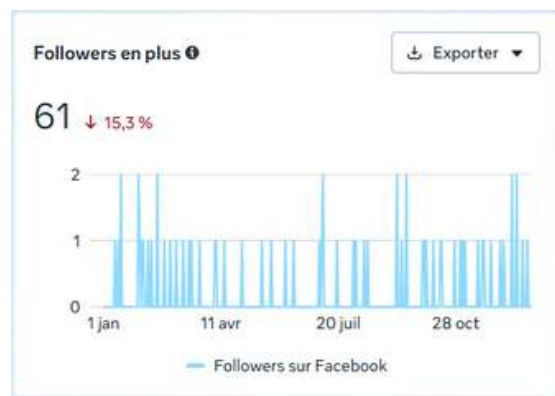 Followers en plus
Exporter
61 ↓ 15,3 %
2
1
0
1 jan 11 avr 20 juil 28 oct
Followers sur Facebook